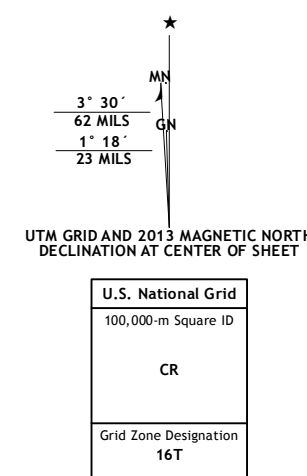 ★
MN
3° 30´
62 MILS
GN
1° 18´
23 MILS
UTM GRID AND 2013 MAGNETIC NORTH
DECLINATION AT CENTER OF SHEET
U.S. National Grid
100,000-m Square ID
CR
Grid Zone Designation
16T